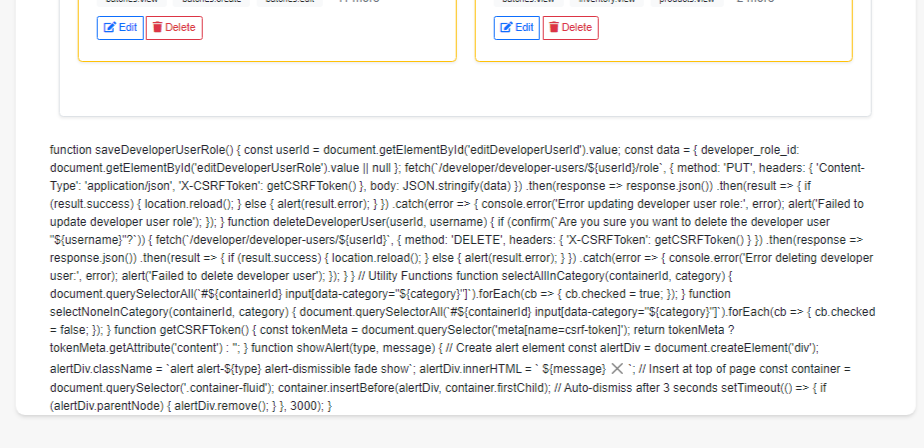 batches.view batches.create batches.edit
batches.view inventory.view products.view
Edit Delete
Edit Delete
function saveDeveloperUserRole() { const userId = document.getElementById('editDeveloperUserId').value; const data = { developer_role_id:
document.getElementById('editDeveloperUserRole').value || null }; fetch(`/developer/developer-users/${userId}/role`, { method: 'PUT', headers: { 'Content-
Type': 'application/json', 'X-CSRFToken': getCSRFToken() }, body: JSON.stringify(data) }) .then(response => response.json()) .then(result => { if
(result.success) { location.reload(); } else { alert(result.error); } }) .catch(error => { console.error('Error updating developer user role:', error); alert('Failed to
update developer user role'); }); } function deleteDeveloperUser(userId, username) { if (confirm(`Are you sure you want to delete the developer user
"${username}"?`)) { fetch(`/developer/developer-users/${userId}`, { method: 'DELETE', headers: { 'X-CSRFToken': getCSRFToken() } }) .then(response =>
response.json()) .then(result => { if (result.success) { location.reload(); } else { alert(result.error); } }) .catch(error => { console.error('Error deleting developer
user:', error); alert('Failed to delete developer user'); }); } } // Utility Functions function selectAllInCategory(containerId, category) {
document.querySelectorAll(`#${containerId} input[data-category="${category}"]`).forEach(cb => { cb.checked = true; }); } function
selectNoneInCategory(containerId, category) { document.querySelectorAll(`#${containerId} input[data-category="${category}"]`).forEach(cb => { cb.checked
= false; }); } function getCSRFToken() { const tokenMeta = document.querySelector('meta[name=csrf-token]'); return tokenMeta ?
tokenMeta.getAttribute('content') : ''; } function showAlert(type, message) { // Create alert element const alertDiv = document.createElement('div');
alertDiv.className = `alert alert-${type} alert-dismissible fade show`; alertDiv.innerHTML = ` ${message} ✕ `; // Insert at top of page const container =
document.querySelector('.container-fluid'); container.insertBefore(alertDiv, container.firstChild); // Auto-dismiss after 3 seconds setTimeout(() => { if
(alertDiv.parentNode) { alertDiv.remove(); } }, 3000); }